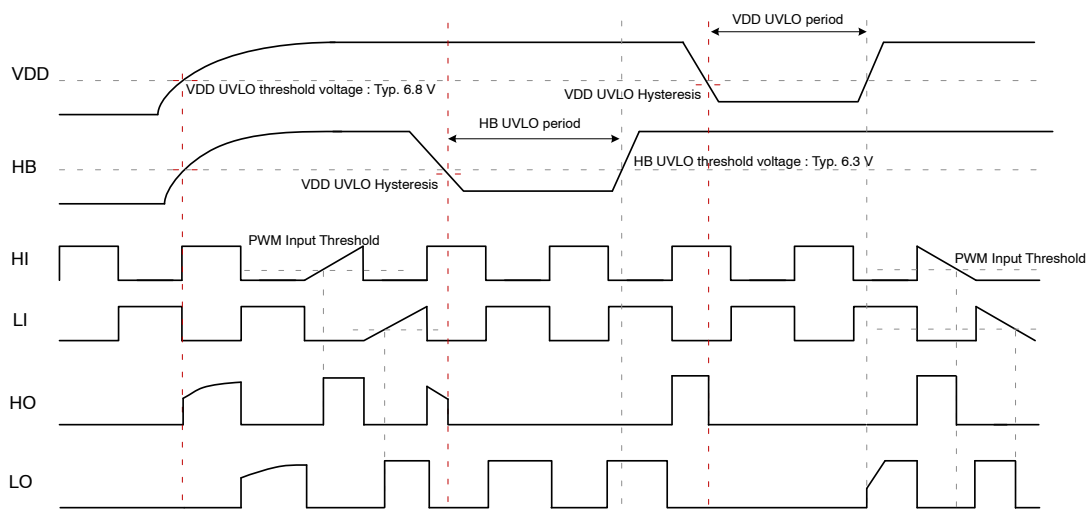 VDD UVLO period
VDD
VDD UVLO threshold voltage : Typ. 6.8 V
VDD UVLO Hysteresis
HB UVLO period
HB
HB UVLO threshold voltage : Typ. 6.3 V
VDD UVLO Hysteresis
PWM Input Threshold
HI
PWM Input Threshold
LI
HO
LO